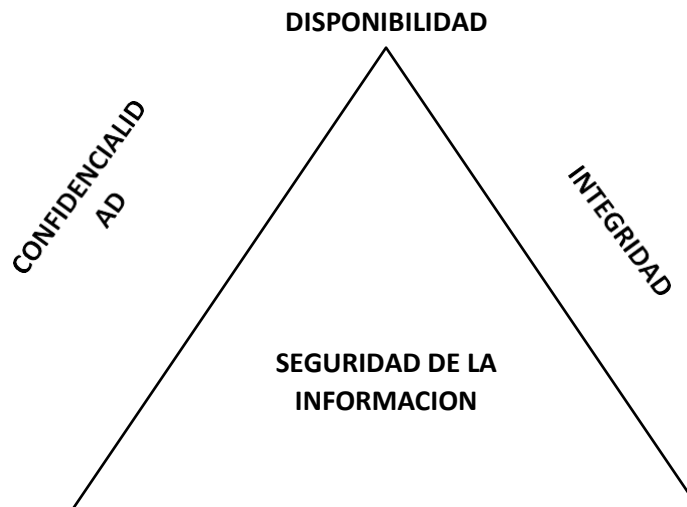 DISPONIBILIDAD
CONFIDENCIALID
AD
INTEGRIDAD
SEGURIDAD DE LA
INFORMACION